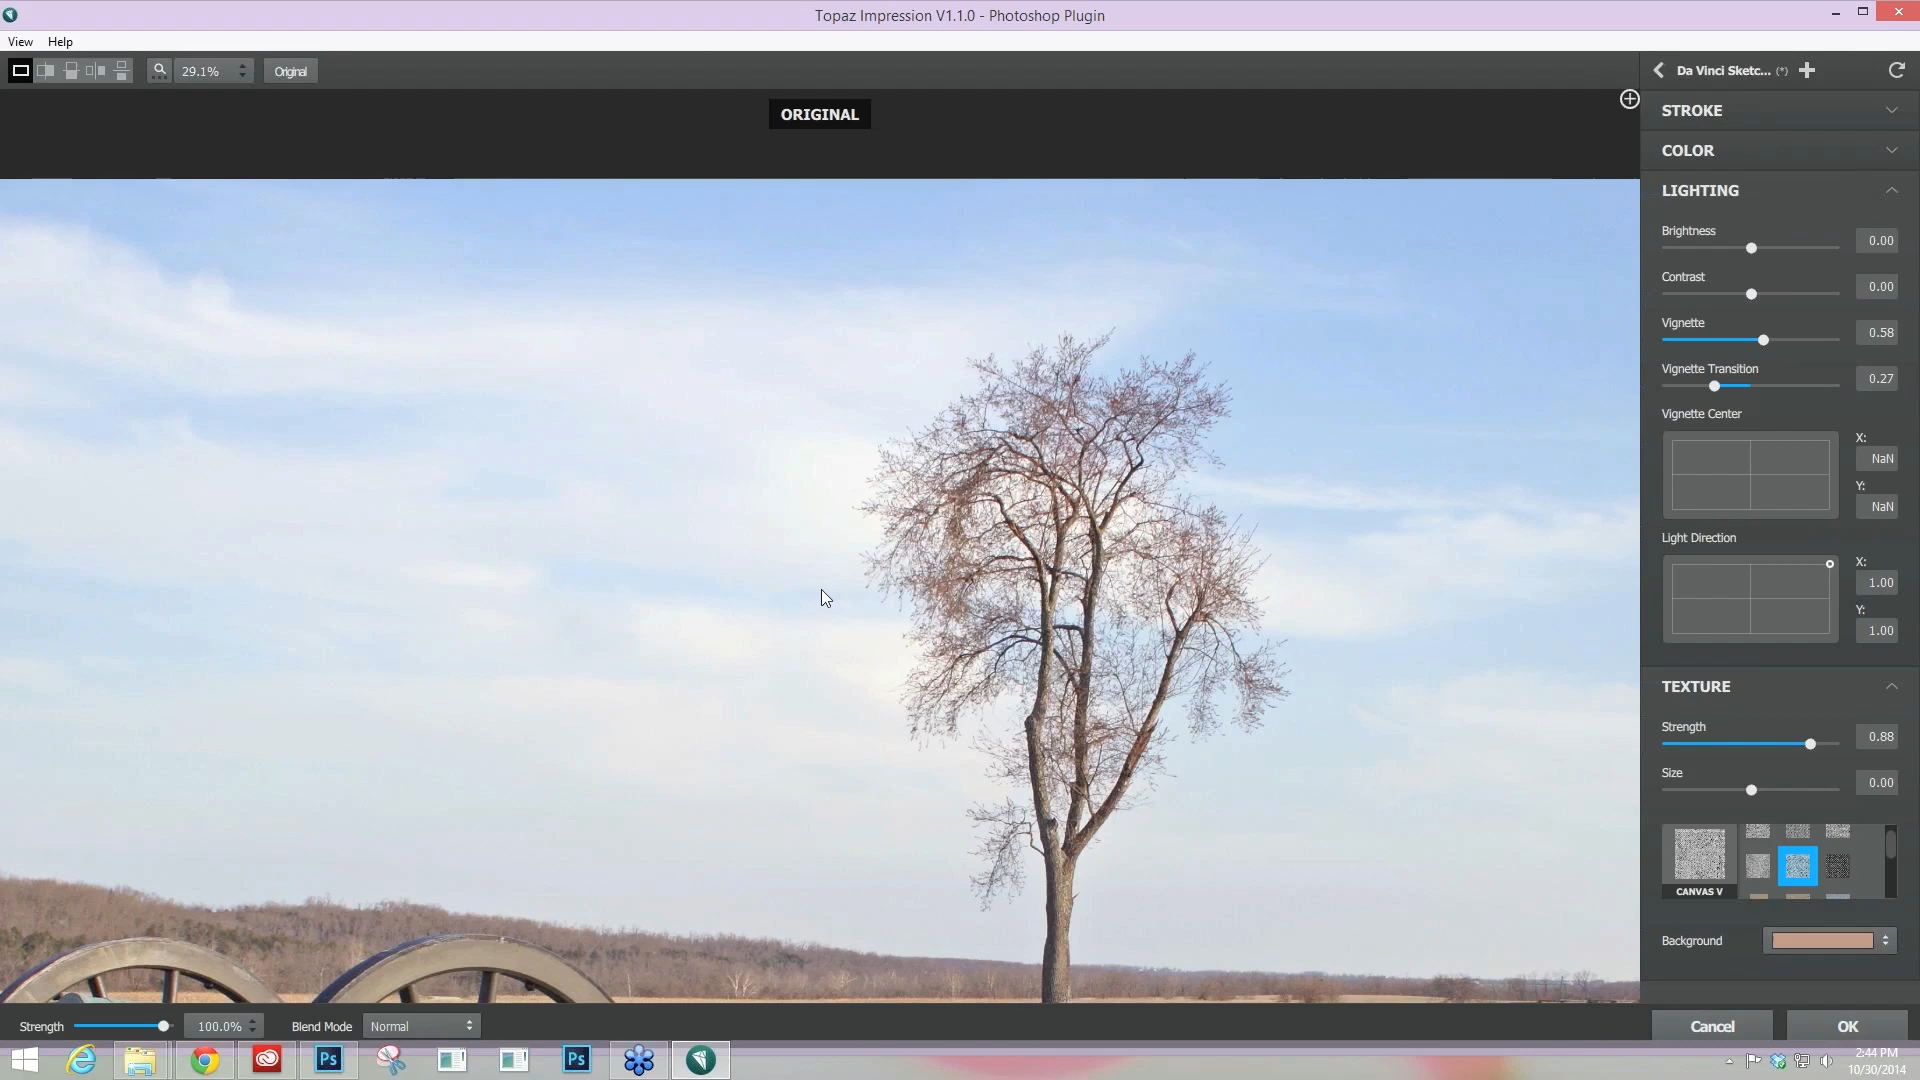 Topaz Impression V1.1.0 - Photoshop Plugin
View Help
29.1% Original
Da Vinci Sketc... (*)
ORIGINAL
STROKE
COLOR
LIGHTING
Brightness
0.00
Contrast
0.00
Vignette
0.58
Vignette Transition
0.27
Vignette Center
X:
NaN
Y:
NaN
Light Direction
X:
1.00
Y:
1.00
TEXTURE
Strength
0.88
Size
0.00
CANVAS V
Background
Strength 100.0% Blend Mode Normal
Cancel OK
Ps Ps
2:44 PM
10/30/2014